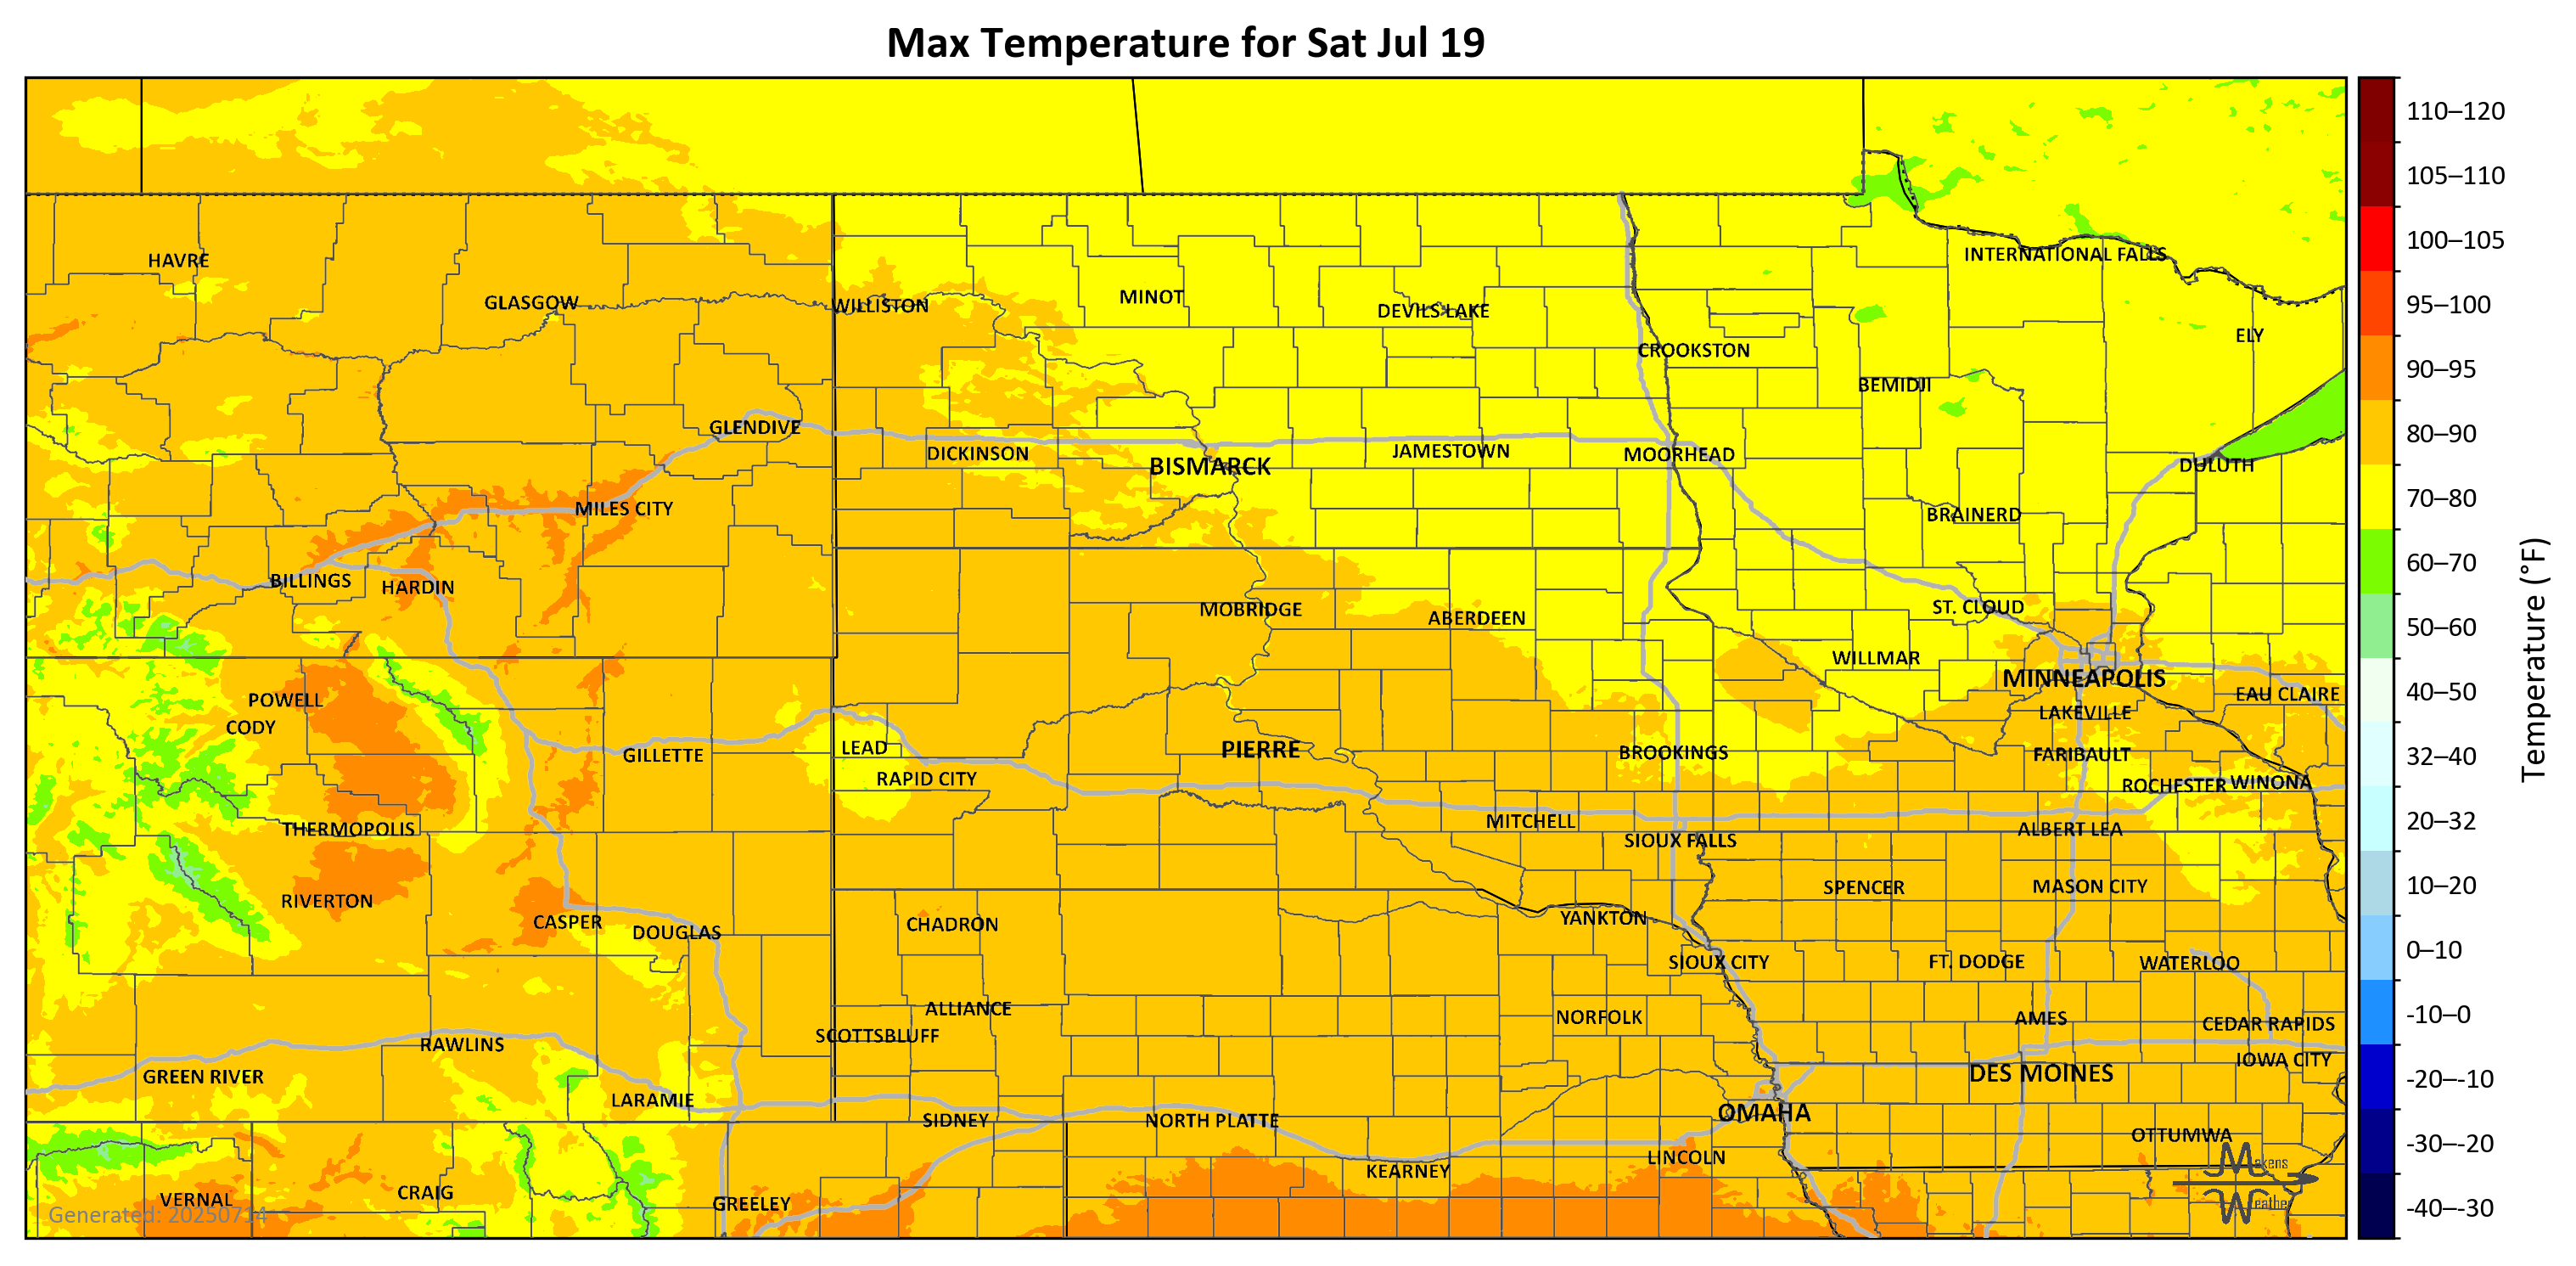 Max Temperature for Sat Jul 19
110–120
105–110
100–105
95–100
90–95
80–90
70–80
60–70
50–60
40–50
32–40
20–32
10–20
0–10
-10–0
-20–-10
-30–-20
-40–-30
Temperature (°F)
HAVRE
INTERNATIONAL FALLS
GLASGOW
WILLISTON
MINOT
DEVILS LAKE
ELY
CROOKSTON
BEMIDJI
GLENDIVE
DICKINSON
BISMARCK
JAMESTOWN
MOORHEAD
DULUTH
MILES CITY
BRAINERD
BILLINGS
HARDIN
MOBRIDGE
ABERDEEN
ST. CLOUD
WILLMAR
MINNEAPOLIS
EAU CLAIRE
POWELL
CODY
LAKEVILLE
GILLETTE
LEAD
PIERRE
BROOKINGS
FARIBAULT
RAPID CITY
ROCHESTER
WINONA
THERMOPOLIS
MITCHELL
SIOUX FALLS
ALBERT LEA
RIVERTON
SPENCER
MASON CITY
CASPER
DOUGLAS
CHADRON
YANKTON
SIOUX CITY
FT. DODGE
WATERLOO
ALLIANCE
NORFOLK
AMES
CEDAR RAPIDS
SCOTTSBLUFF
RAWLINS
IOWA CITY
GREEN RIVER
DES MOINES
LARAMIE
SIDNEY
NORTH PLATTE
OMAHA
OTTUMWA
LINCOLN
KEARNEY
VERNAL
CRAIG
GREELEY
Generated: 20250714
Makens
Weather